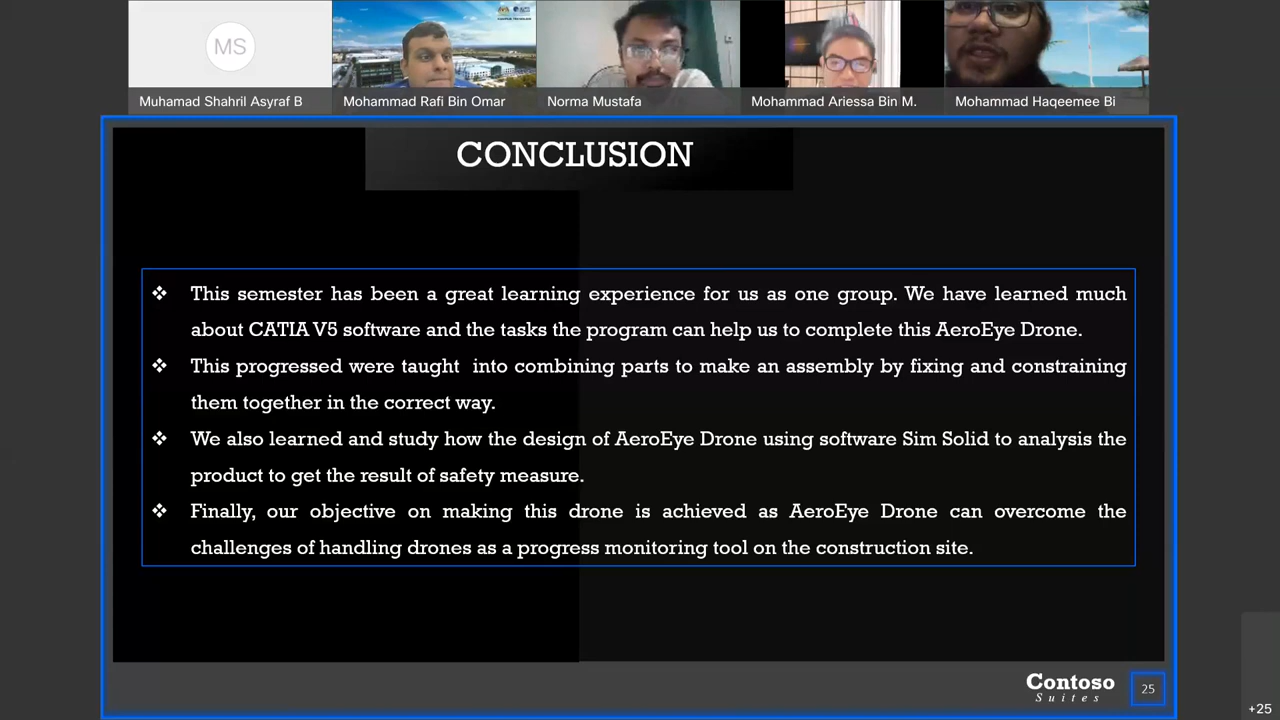 MS
Muhamad Shahril Asyraf B
Mohammad Rafi Bin Omar
Norma Mustafa
Mohammad Ariessa Bin M.
Mohammad Haqeemee Bi
CONCLUSION
❖ This semester has been a great learning experience for us as one group. We have learned much
about CATIA V5 software and the tasks the program can help us to complete this AeroEye Drone.
❖ This progressed were taught into combining parts to make an assembly by fixing and constraining
them together in the correct way.
❖ We also learned and study how the design of AeroEye Drone using software Sim Solid to analysis the
product to get the result of safety measure.
❖ Finally, our objective on making this drone is achieved as AeroEye Drone can overcome the
challenges of handling drones as a progress monitoring tool on the construction site.
Contoso
Suites
25
+25